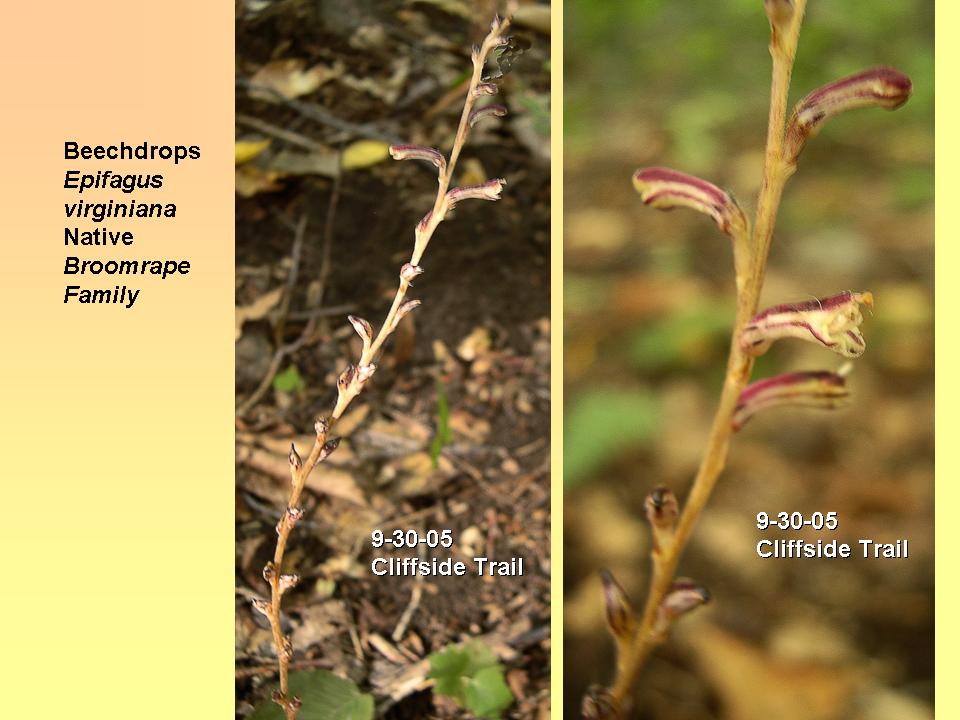 Beechdrops
Epifagus
virginiana
Native
Broomrape
Family
9-30-05
Cliffside Trail
9-30-05
Cliffside Trail